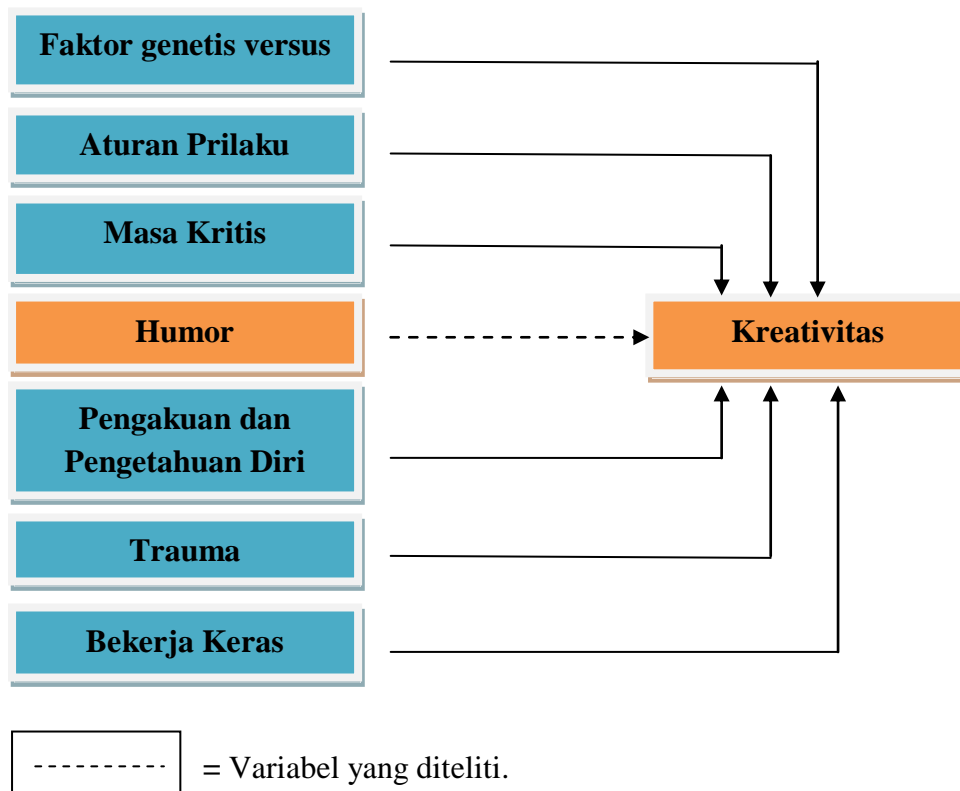 Faktor genetis versus
Aturan Prilaku
Masa Kritis
Humor
Kreativitas
Pengakuan dan
Pengetahuan Diri
Trauma
Bekerja Keras
= Variabel yang diteliti.